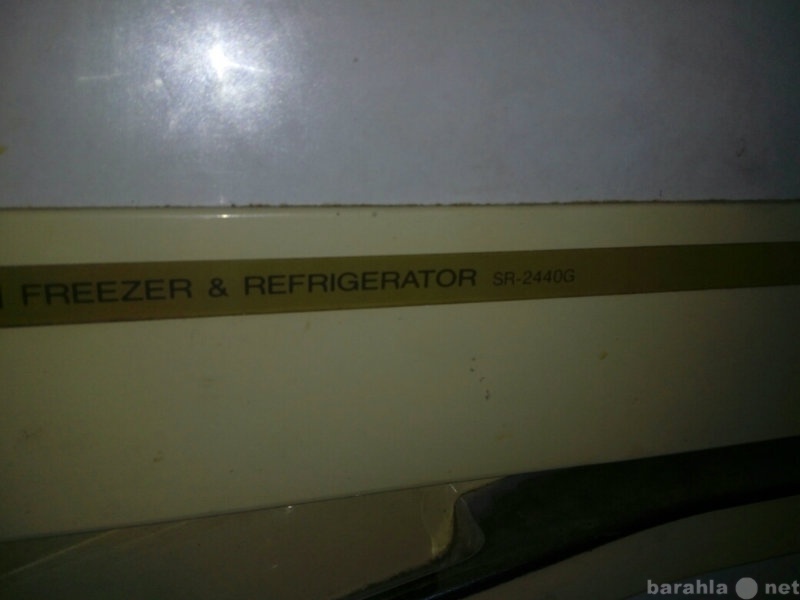 FREEZER & REFRIGERATOR SR-2440G
barahla net